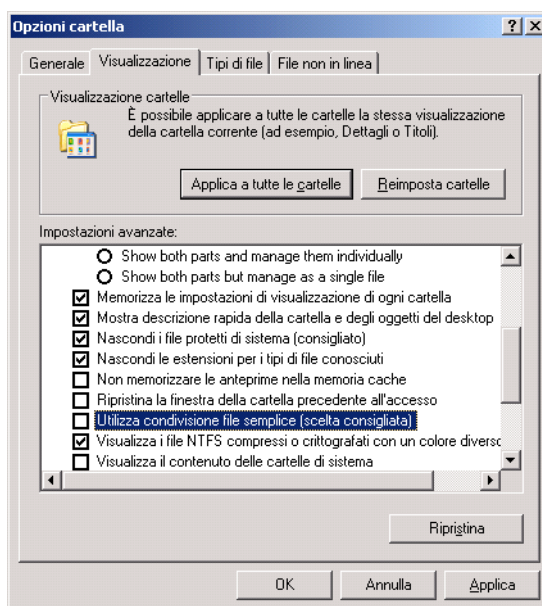 Opzioni cartella
Generale Visualizzazione Tipi di file File non in linea
Visualizzazione cartelle
È possibile applicare a tutte le cartelle la stessa visualizzazione
della cartella corrente (ad esempio, Dettagli o Titoli).
Applica a tutte le cartelle Reimposta cartelle
Impostazioni avanzate:
Show both parts and manage them individually
Show both parts but manage as a single file
Memorizza le impostazioni di visualizzazione di ogni cartella
Mostra descrizione rapida della cartella e degli oggetti del desktop
Nascondi i file protetti di sistema (consigliato)
Nascondi le estensioni per i tipi di file conosciuti
Non memorizzare le anteprime nella memoria cache
Ripristina la finestra della cartella precedente all'accesso
Utilizza condivisione file semplice (scelta consigliata)
Visualizza i file NTFS compressi o crittografati con un colore diverso
Visualizza il contenuto delle cartelle di sistema
Ripristina
OK Annulla Applica